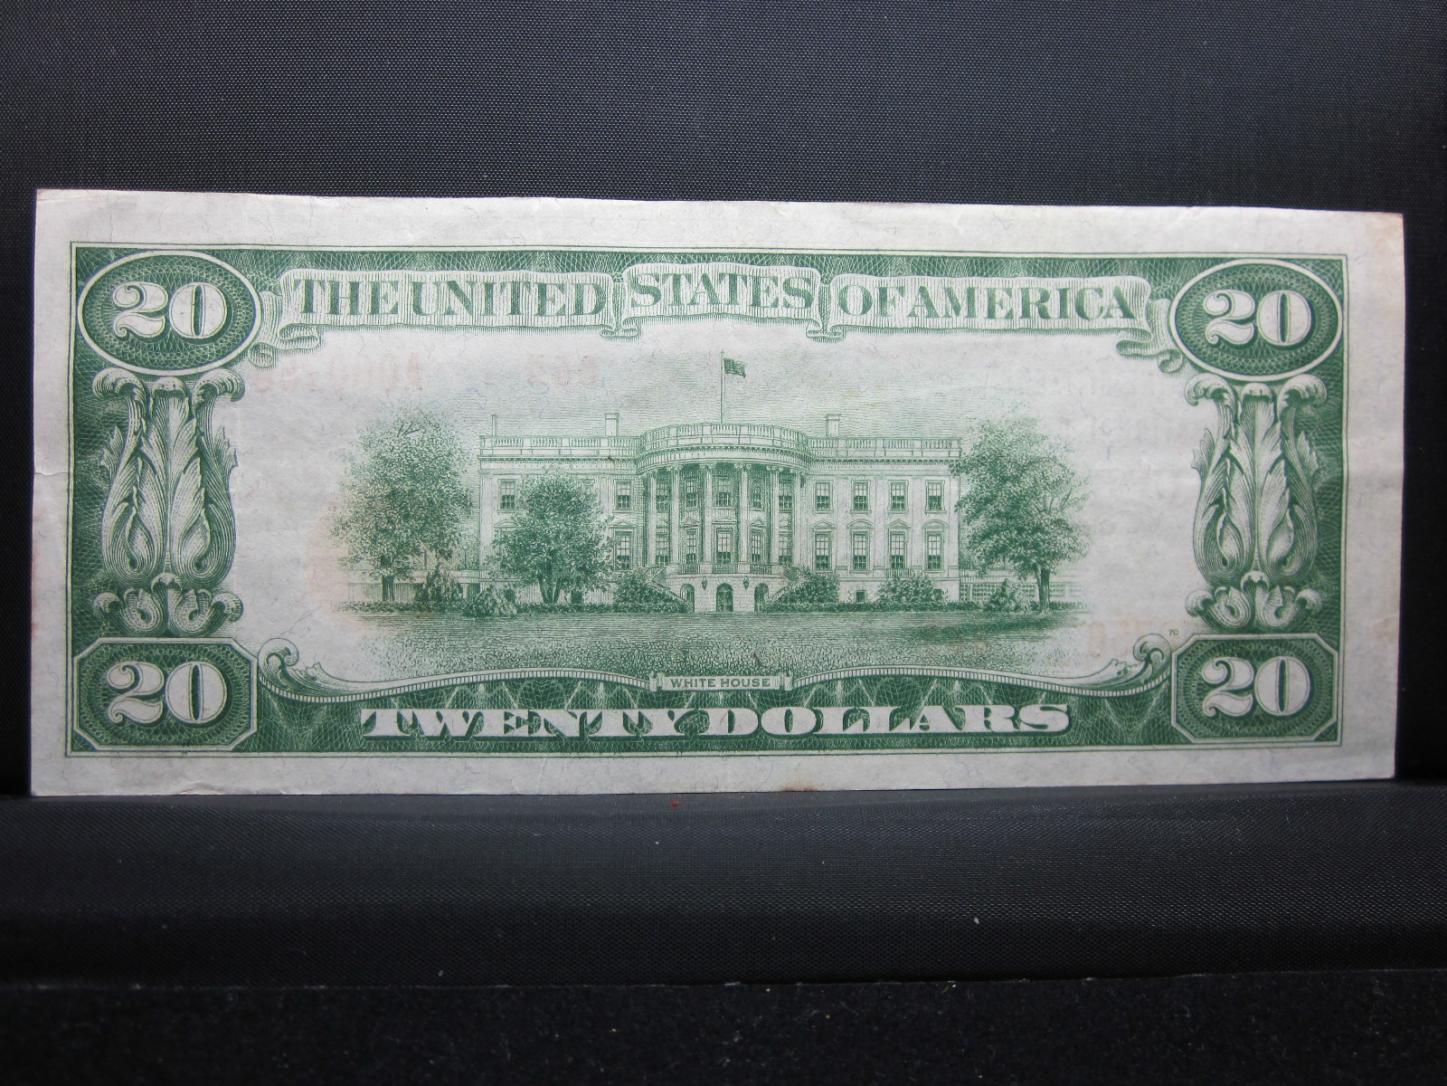 20 THE UNITED STATES OF AMERICA 20
WHITE HOUSE
20 TWENTY DOLLARS 20